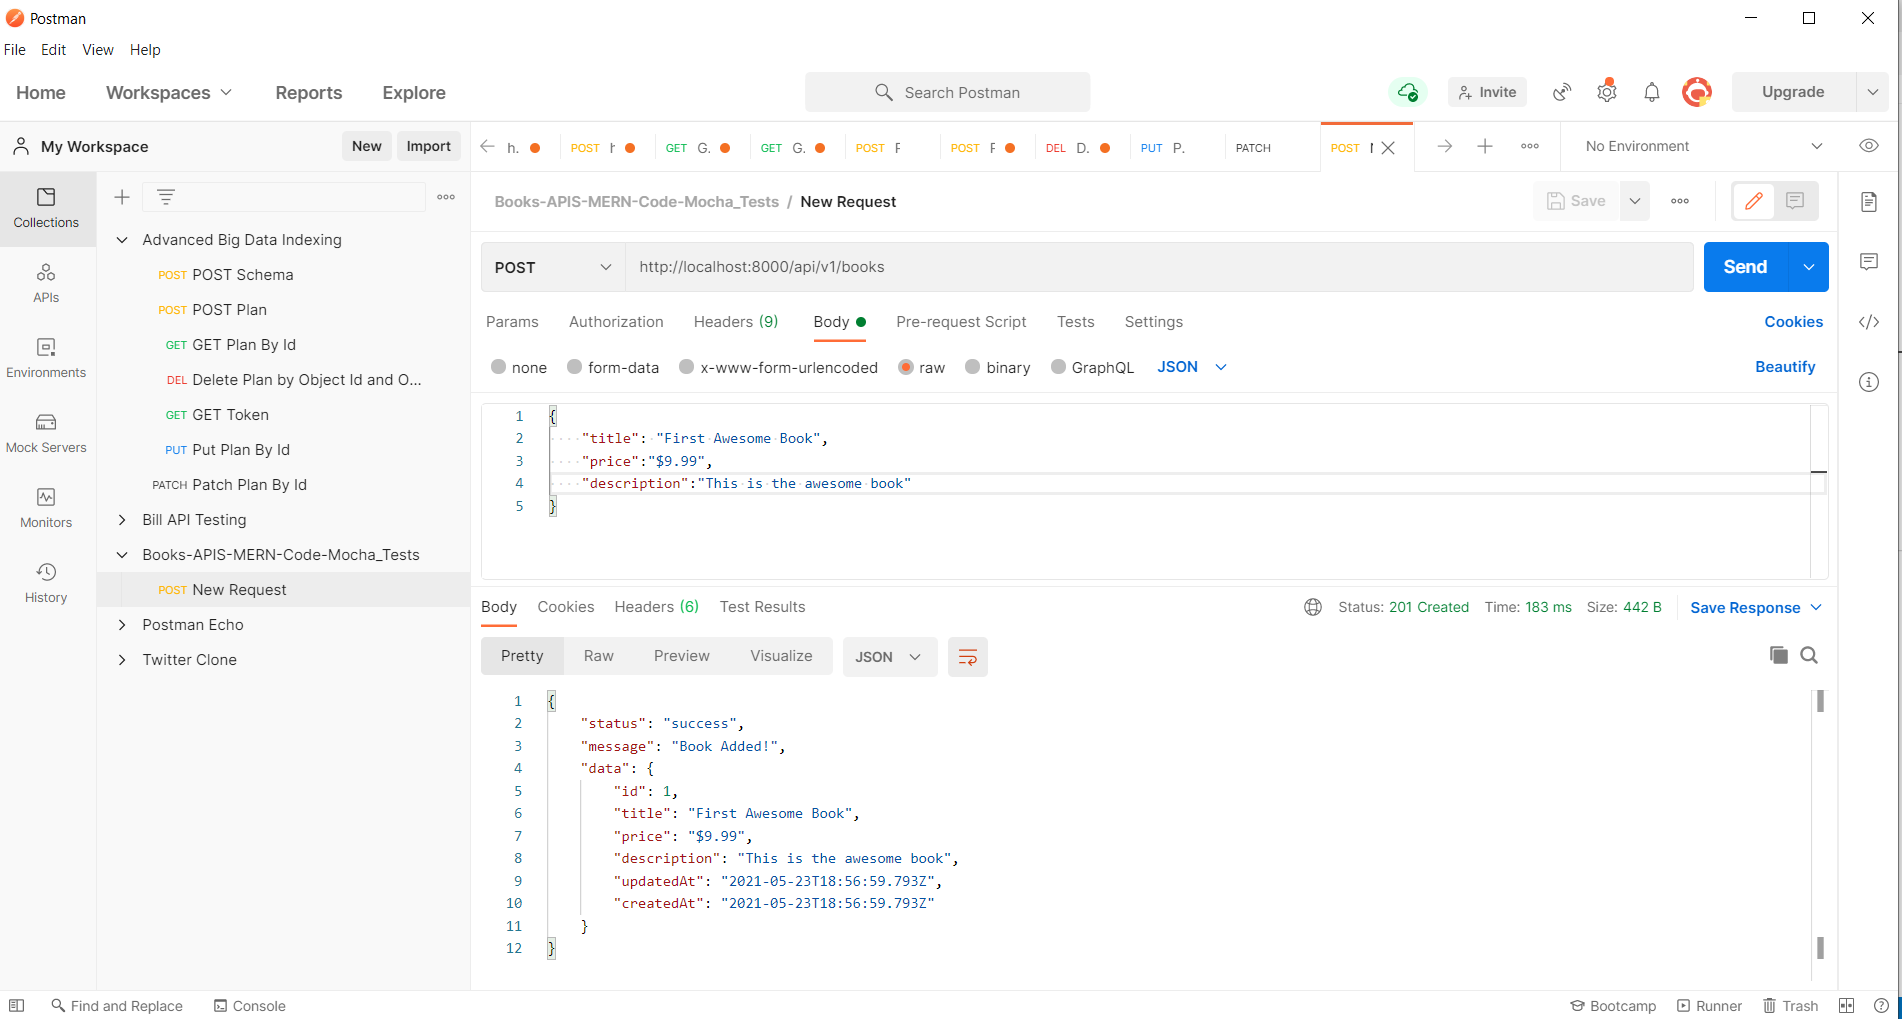 Postman
File Edit View Help
Home Workspaces Reports Explore Search Postman Invite Upgrade
My Workspace New Import
h. POST GET G. GET G. POST POST DEL D. PUT P. PATCH POST No Environment
Collections
APIs
Environments
Mock Servers
Monitors
History
Advanced Big Data Indexing
POST POST Schema
POST POST Plan
GET GET Plan By Id
DEL Delete Plan by Object Id and O...
GET GET Token
PUT Put Plan By Id
PATCH Patch Plan By Id
Bill API Testing
Books-APIS-MERN-Code-Mocha_Tests
POST New Request
Postman Echo
Twitter Clone
Books-APIS-MERN-Code-Mocha_Tests / New Request Save
POST http://localhost:8000/api/v1/books Send
Params Authorization Headers (9) Body Pre-request Script Tests Settings Cookies
none form-data x-www-form-urlencoded raw binary GraphQL JSON Beautify
1 {
2 "title": "First Awesome Book",
3 "price":"$9.99",
4 "description":"This is the awesome book"
5 }
Body Cookies Headers (6) Test Results Status: 201 Created Time: 183 ms Size: 442 B Save Response
Pretty Raw Preview Visualize JSON
1 {
2 "status": "success",
3 "message": "Book Added!",
4 "data": {
5 "id": 1,
6 "title": "First Awesome Book",
7 "price": "$9.99",
8 "description": "This is the awesome book",
9 "updatedAt": "2021-05-23T18:56:59.793Z",
10 "createdAt": "2021-05-23T18:56:59.793Z"
11 }
12 }
Find and Replace Console Bootcamp Runner Trash